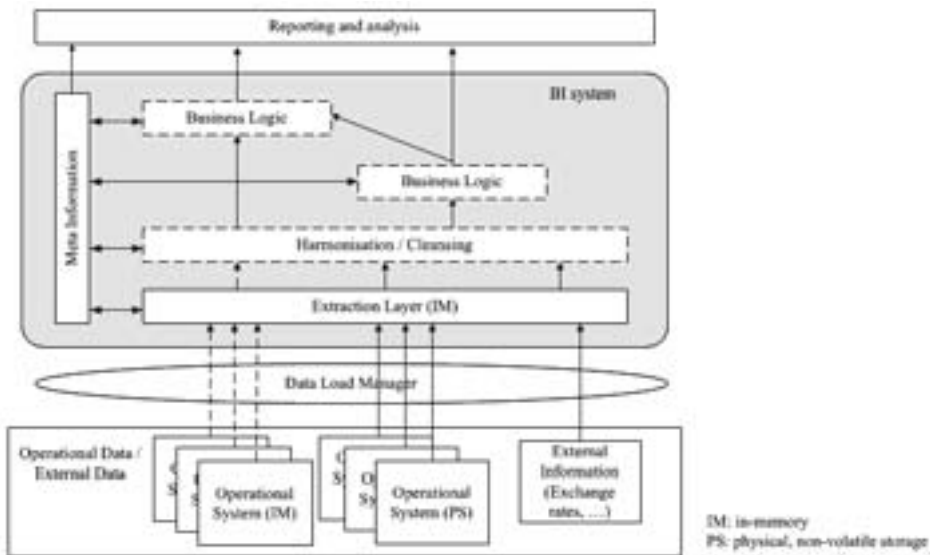 Reporting and analysis
BI system
Meta Information
Business Logic
Business Logic
Harmonisation / Cleansing
Extraction Layer (IM)
Data Load Manager
Operational Data /
External Data
Operational
System (IM)
Operational
System (PS)
External
Information
(Exchange
rates, …)
IM: in-memory
PS: physical, non-volatile storage